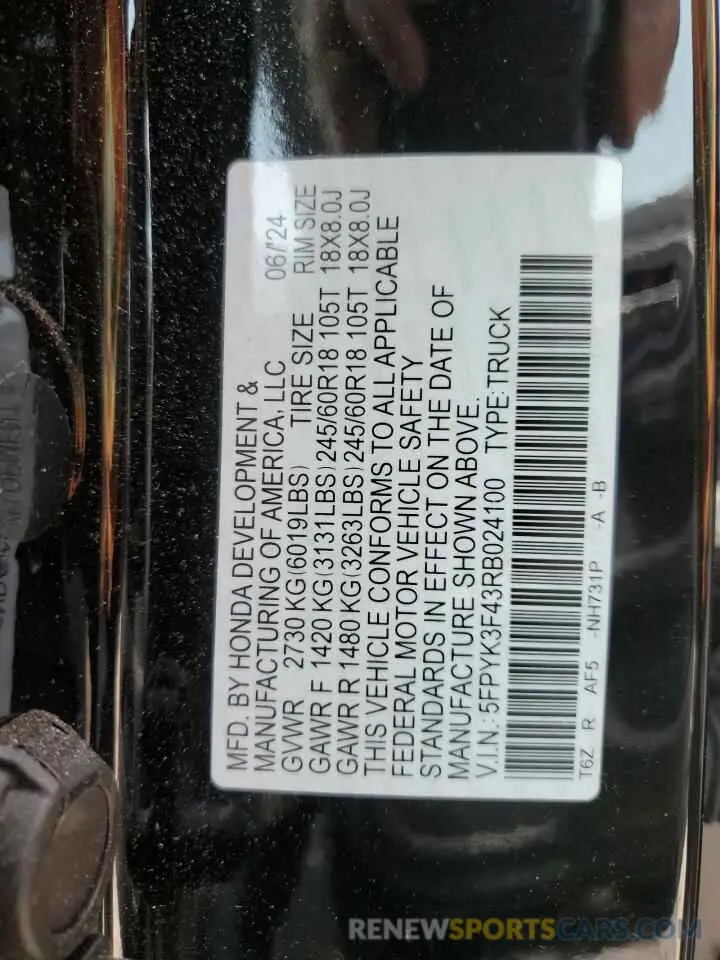 MFD. BY HONDA DEVELOPMENT &
MANUFACTURING OF AMERICA, LLC 06/'24
GVWR 2730 KG(6019LBS) TIRE SIZE RIM SIZE
GAWR F 1420 KG(3131LBS)245/60R18 105T 18X8.0J
GAWR R 1480 KG(3263LBS)245/60R18 105T 18X8.0J
THIS VEHICLE CONFORMS TO ALL APPLICABLE
FEDERAL MOTOR VEHICLE SAFETY
STANDARDS IN EFFECT ON THE DATE OF
MANUFACTURE SHOWN ABOVE.
V.I.N.:5FPYK3F43RB024100 TYPE:TRUCK
T6Z R AF5 -NH731P -A -B
RENEWSPORTSCARS.COM